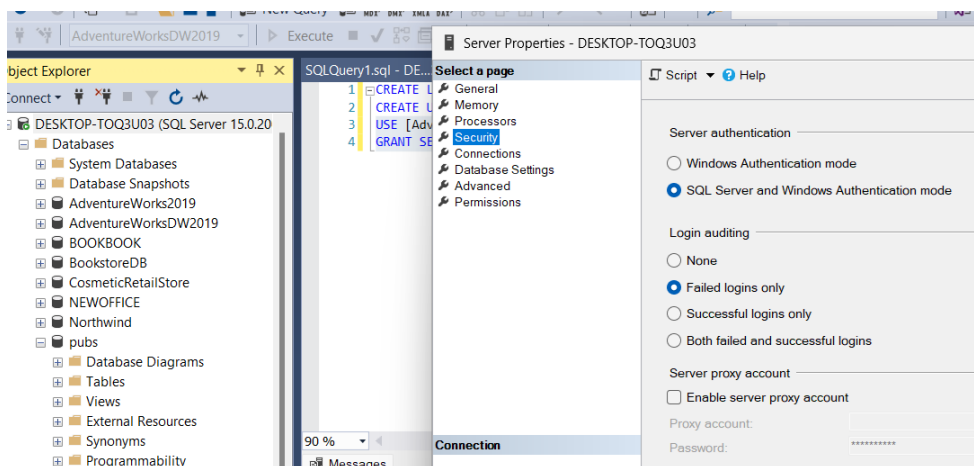 New Query
MDX DMX XMLA DAX
AdventureWorksDW2019
Execute
Object Explorer
Connect
DESKTOP-TOQ3U03 (SQL Server 15.0.20
Databases
System Databases
Database Snapshots
AdventureWorks2019
AdventureWorksDW2019
BOOKBOOK
BookstoreDB
CosmeticRetailStore
NEWOFFICE
Northwind
pubs
Database Diagrams
Tables
Views
External Resources
Synonyms
Programmability
SQLQuery1.sql - DE...
1 CREATE L
2 CREATE U
3 USE [Adv
4 GRANT SE
90 %
Messages
Server Properties - DESKTOP-TOQ3U03
Select a page
General
Memory
Processors
Security
Connections
Database Settings
Advanced
Permissions
Connection
Script Help
Server authentication
Windows Authentication mode
SQL Server and Windows Authentication mode
Login auditing
None
Failed logins only
Successful logins only
Both failed and successful logins
Server proxy account
Enable server proxy account
Proxy account:
Password: **********